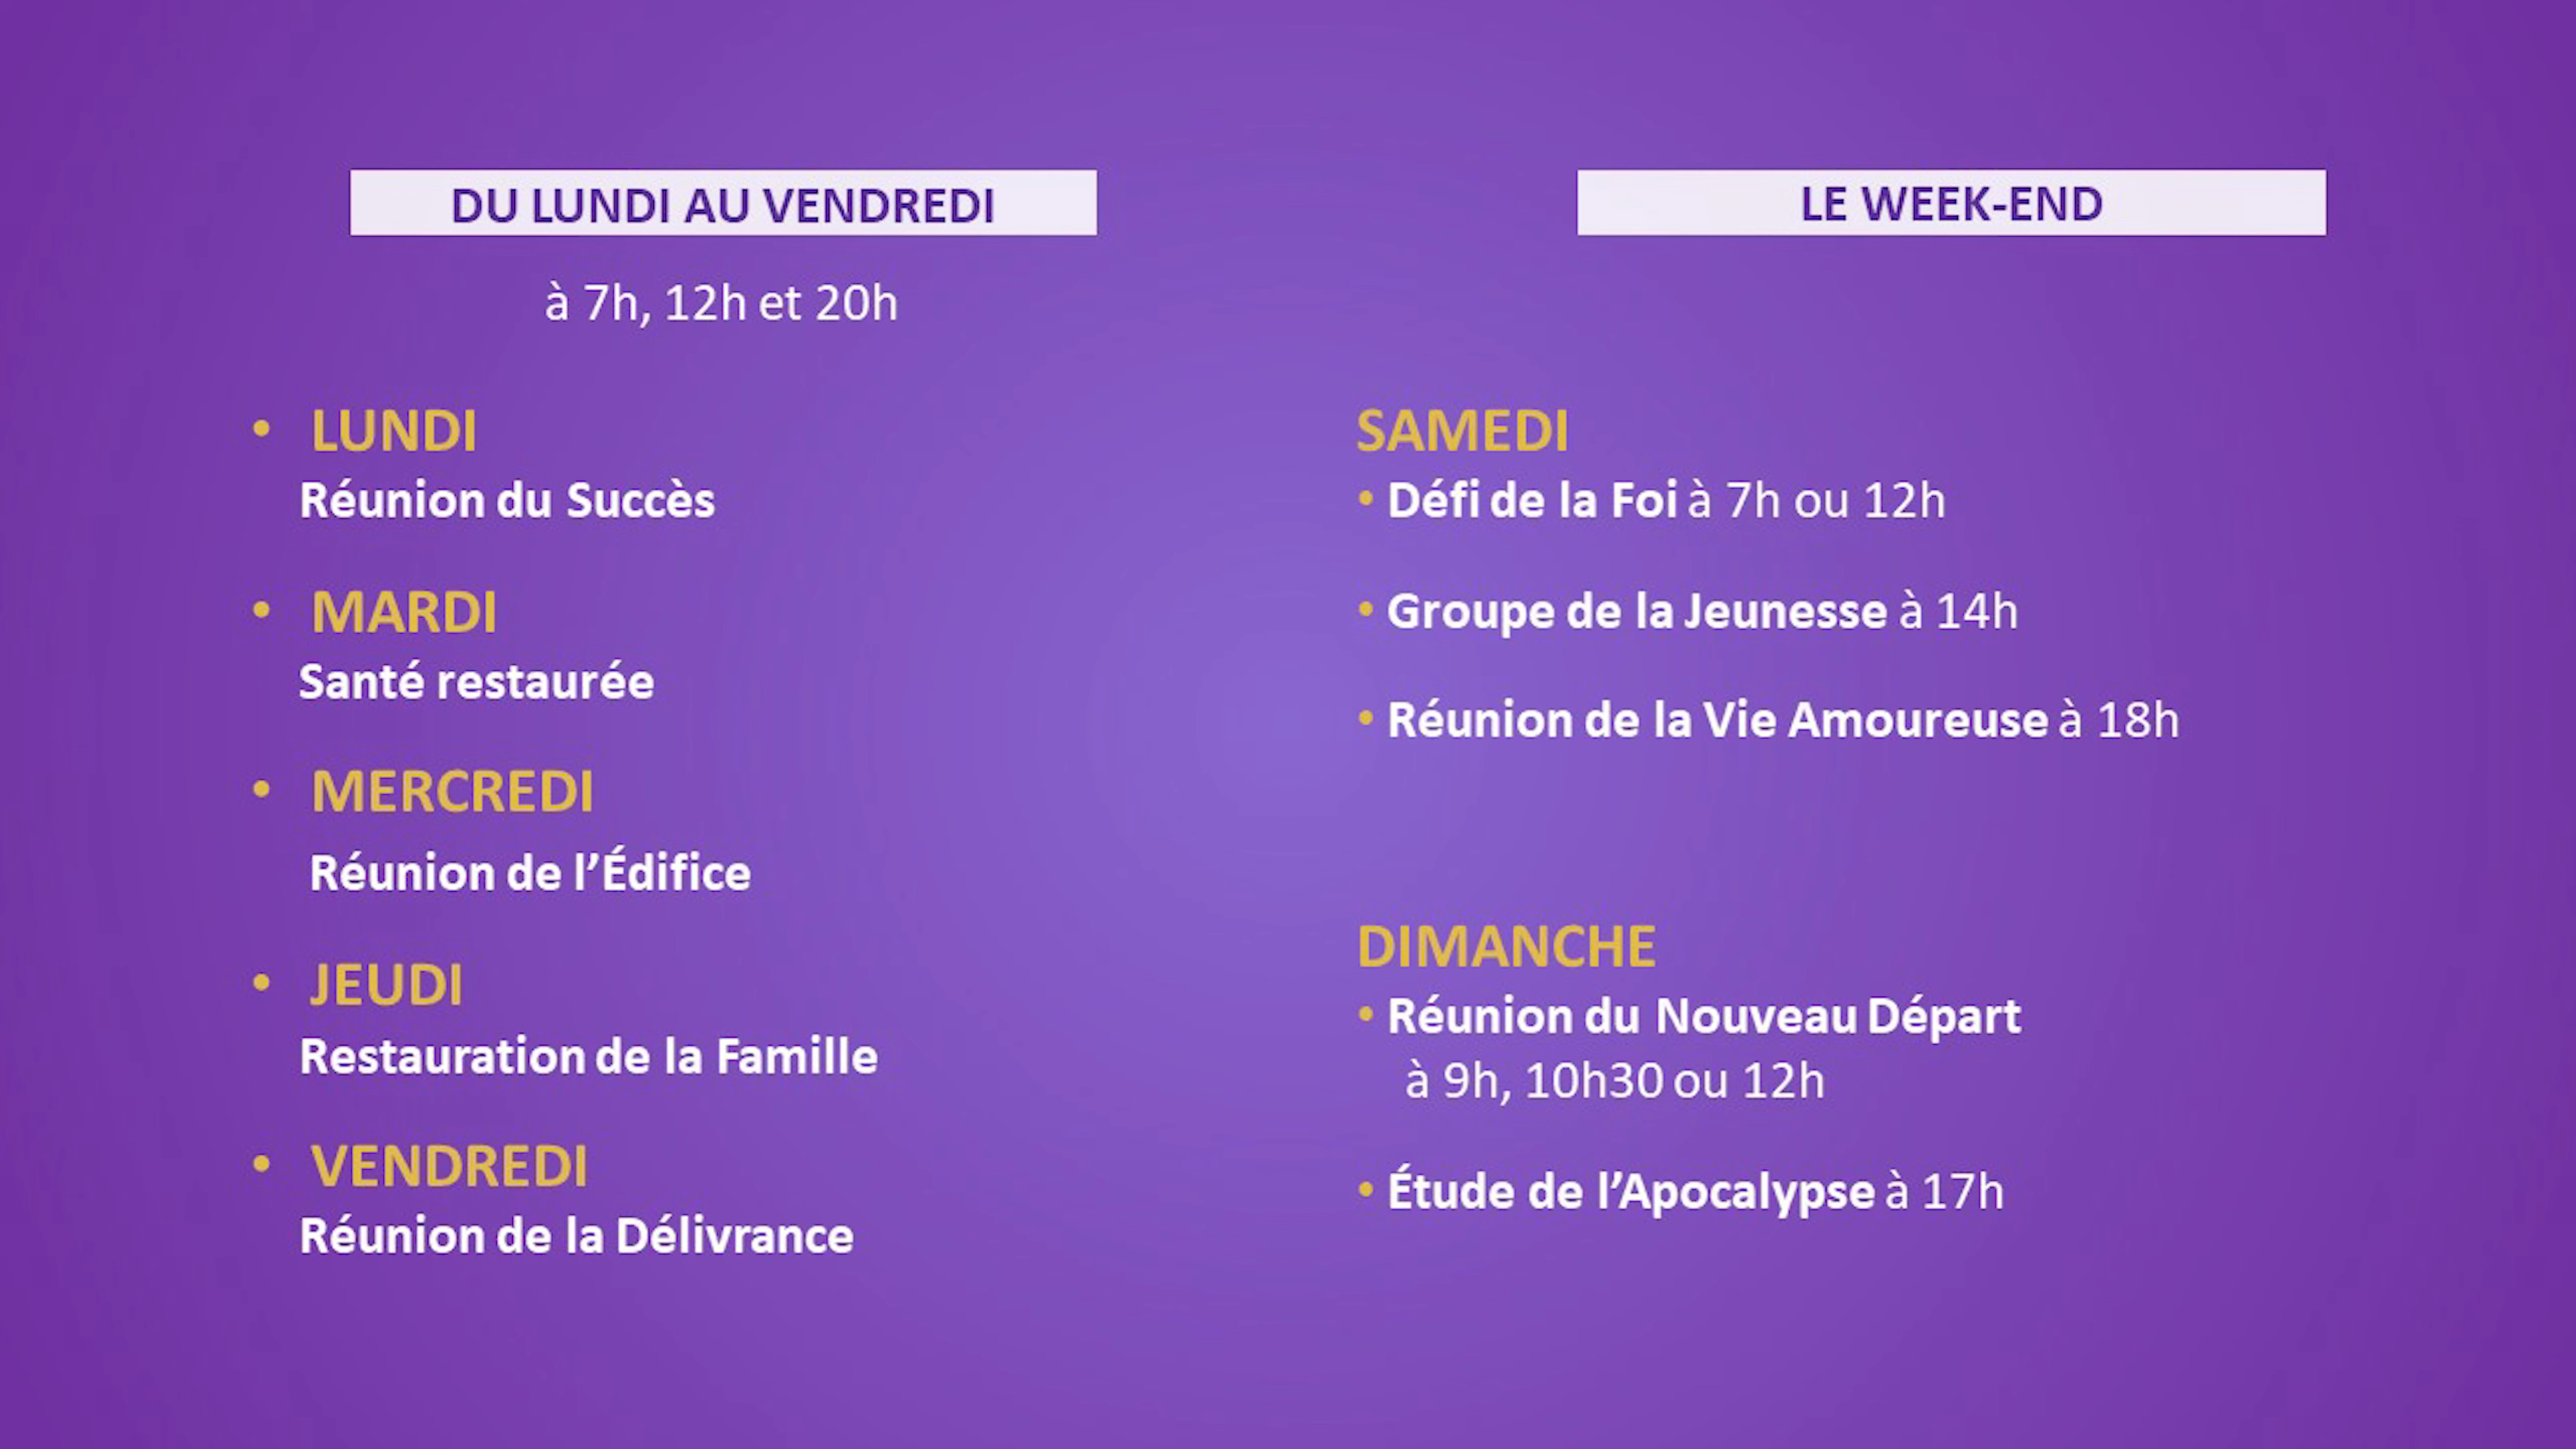 DU LUNDI AU VENDREDI
à 7h, 12h et 20h
• LUNDI
Réunion du Succès
• MARDI
Santé restaurée
• MERCREDI
Réunion de l’Édifice
• JEUDI
Restauration de la Famille
• VENDREDI
Réunion de la Délivrance
LE WEEK-END
SAMEDI
• Défi de la Foi à 7h ou 12h
• Groupe de la Jeunesse à 14h
• Réunion de la Vie Amoureuse à 18h
DIMANCHE
• Réunion du Nouveau Départ
à 9h, 10h30 ou 12h
• Étude de l’Apocalypse à 17h